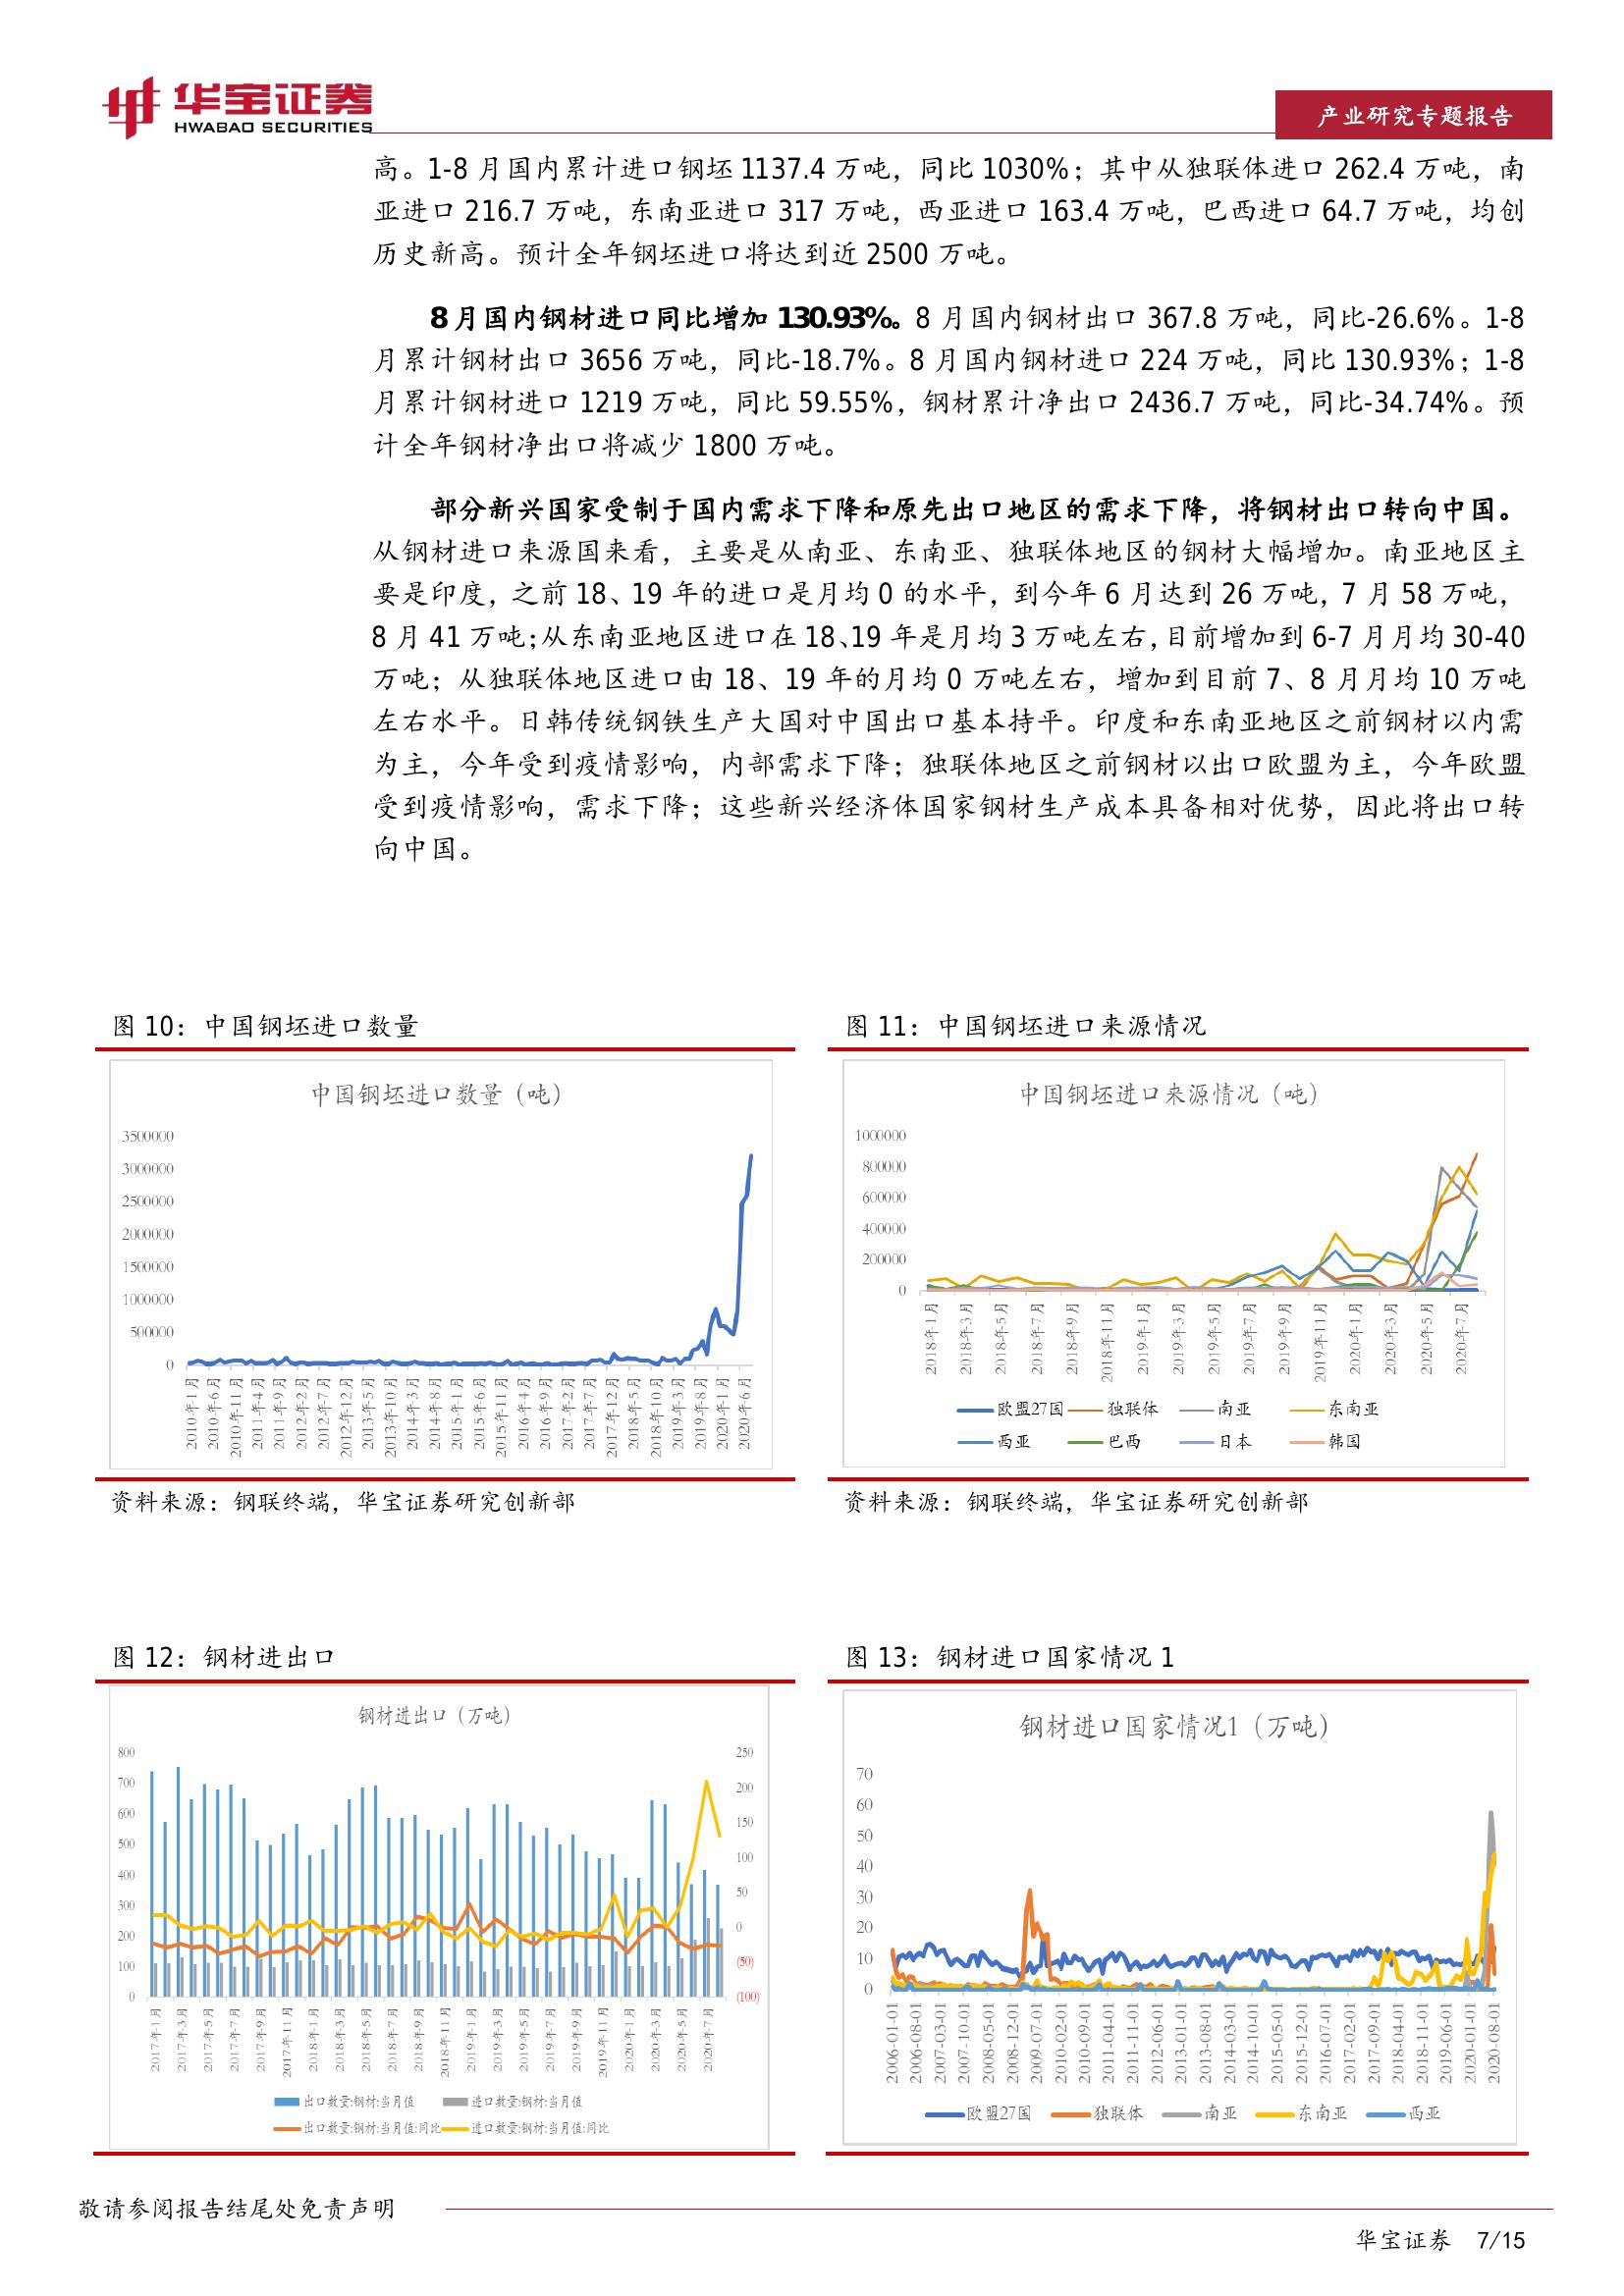 华宝证券
HWABAO SECURITIES
产业研究专题报告
高。1-8 月国内累计进口钢坯 1137.4 万吨，同比 1030%；其中从独联体进口 262.4 万吨，南
亚进口 216.7 万吨，东南亚进口 317 万吨，西亚进口 163.4 万吨，巴西进口 64.7 万吨，均创
历史新高。预计全年钢坯进口将达到近 2500 万吨。
8 月国内钢材进口同比增加 130.93%。8 月国内钢材出口 367.8 万吨，同比-26.6%。1-8
月累计钢材出口 3656 万吨，同比-18.7%。8 月国内钢材进口 224 万吨，同比 130.93%；1-8
月累计钢材进口 1219 万吨，同比 59.55%，钢材累计净出口 2436.7 万吨，同比-34.74%。预
计全年钢材净出口将减少 1800 万吨。
部分新兴国家受制于国内需求下降和原先出口地区的需求下降，将钢材出口转向中国。
从钢材进口来源国来看，主要是从南亚、东南亚、独联体地区的钢材大幅增加。南亚地区主
要是印度，之前 18、19 年的进口是月均 0 的水平，到今年 6 月达到 26 万吨，7 月 58 万吨，
8 月 41 万吨；从东南亚地区进口在 18、19 年是月均 3 万吨左右，目前增加到 6-7 月月均 30-40
万吨；从独联体地区进口由 18、19 年的月均 0 万吨左右，增加到目前 7、8 月月均 10 万吨
左右水平。日韩传统钢铁生产大国对中国出口基本持平。印度和东南亚地区之前钢材以内需
为主，今年受到疫情影响，内部需求下降；独联体地区之前钢材以出口欧盟为主，今年欧盟
受到疫情影响，需求下降；这些新兴经济体国家钢材生产成本具备相对优势，因此将出口转
向中国。
图 10：中国钢坯进口数量
中国钢坯进口数量（吨）
3500000
3000000
2500000
2000000
1500000
1000000
500000
0
2010年1月 2010年6月 2010年11月 2011年4月 2011年9月 2012年2月 2012年7月 2012年12月 2013年5月 2013年10月 2014年3月 2014年8月 2015年1月 2015年6月 2015年11月 2016年4月 2016年9月 2017年2月 2017年7月 2017年12月 2018年5月 2018年10月 2019年3月 2019年8月 2020年1月 2020年6月
资料来源：钢联终端，华宝证券研究创新部
图 11：中国钢坯进口来源情况
中国钢坯进口来源情况（吨）
1000000
800000
600000
400000
200000
0
2018年1月 2018年3月 2018年5月 2018年7月 2018年9月 2018年11月 2019年1月 2019年3月 2019年5月 2019年7月 2019年9月 2019年11月 2020年1月 2020年3月 2020年5月 2020年7月
欧盟27国 独联体 南亚 东南亚
西亚 巴西 日本 韩国
资料来源：钢联终端，华宝证券研究创新部
图 12：钢材进出口
钢材进出口（万吨）
800
700
600
500
400
300
200
100
0
250
200
150
100
50
0
(50)
(100)
2017年1月 2017年3月 2017年5月 2017年7月 2017年9月 2017年11月 2018年1月 2018年3月 2018年5月 2018年7月 2018年9月 2018年11月 2019年1月 2019年3月 2019年5月 2019年7月 2019年9月 2019年11月 2020年1月 2020年3月 2020年5月 2020年7月
出口数量:钢材:当月值 进口数量:钢材:当月值
出口数量:钢材:当月值:同比 进口数量:钢材:当月值:同比
图 13：钢材进口国家情况 1
钢材进口国家情况1（万吨）
70
60
50
40
30
20
10
0
2006-01-01 2006-08-01 2007-03-01 2007-10-01 2008-05-01 2008-12-01 2009-07-01 2010-02-01 2010-09-01 2011-04-01 2011-11-01 2012-06-01 2013-01-01 2013-08-01 2014-03-01 2014-10-01 2015-05-01 2015-12-01 2016-07-01 2017-02-01 2017-09-01 2018-04-01 2018-11-01 2019-06-01 2020-01-01 2020-08-01
欧盟27国 独联体 南亚 东南亚 西亚
敬请参阅报告结尾处免责声明
华宝证券 7/15